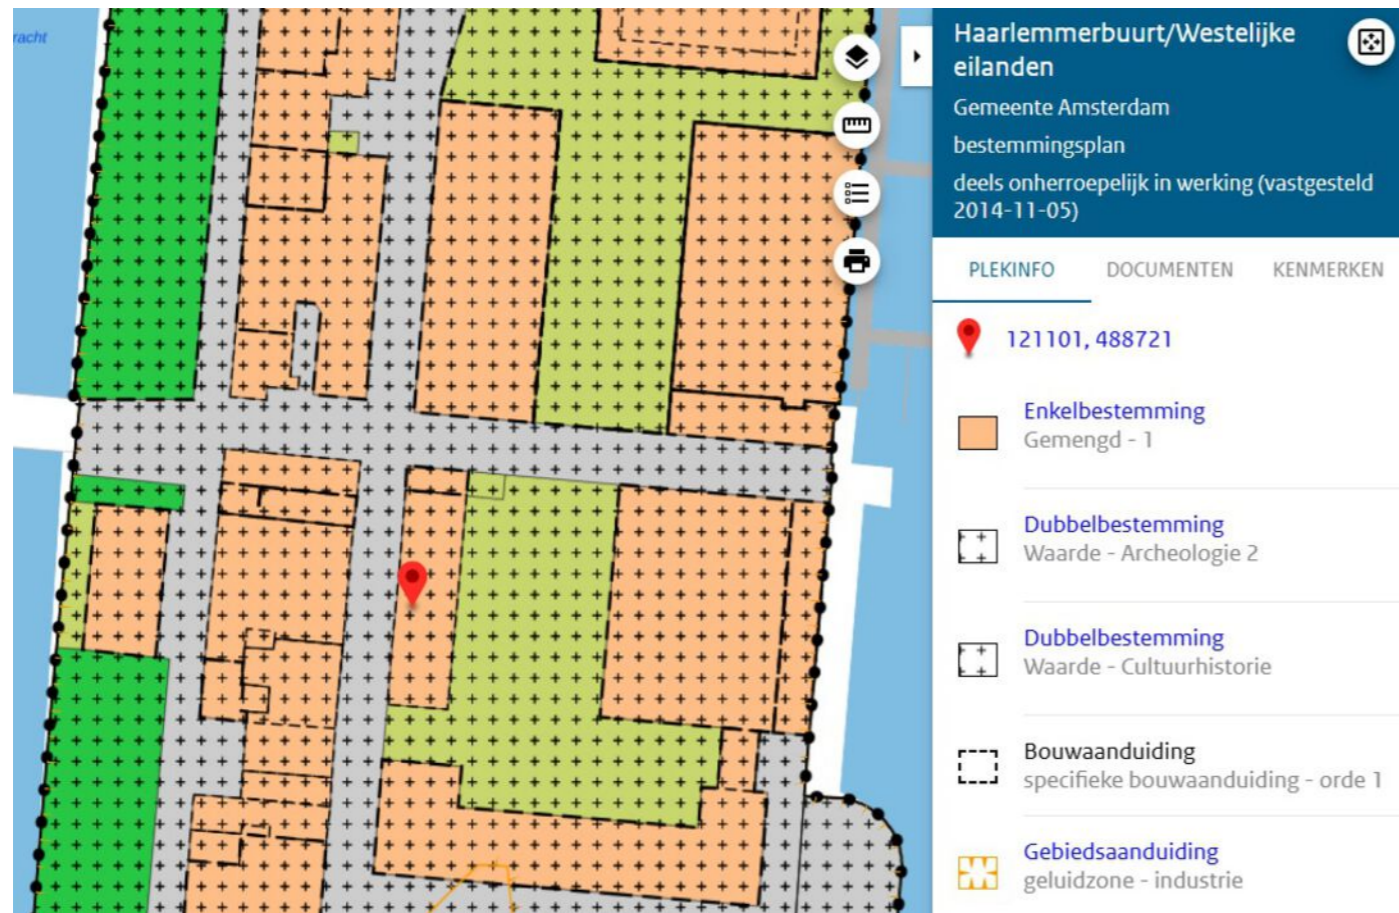 racht
Haarlemmerbuurt/Westelijke
eilanden
Gemeente Amsterdam
bestemmingsplan
deels onherroepelijk in werking (vastgesteld
2014-11-05)
PLEKINFO DOCUMENTEN KENMERKEN
121101, 488721
Enkelbestemming
Gemengd - 1
Dubbelbestemming
Waarde - Archeologie 2
Dubbelbestemming
Waarde - Cultuurhistorie
Bouwaanduiding
specifieke bouwaanduiding - orde 1
Gebiedsaanduiding
geluidzone - industrie